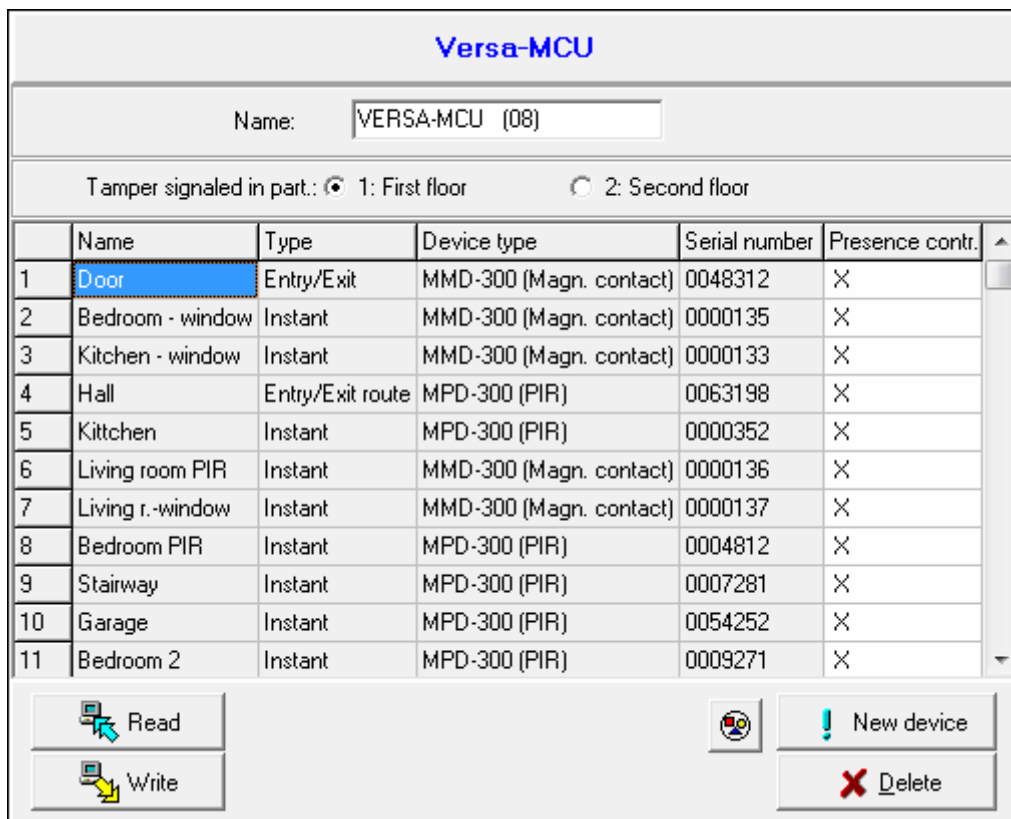 Versa-MCU
Name: VERSA-MCU (08)
Tamper signaled in part.: 1: First floor 2: Second floor
Name Type Device type Serial number Presence contr.
1 Door Entry/Exit MMD-300 (Magn. contact) 0048312 X
2 Bedroom - window Instant MMD-300 (Magn. contact) 0000135 X
3 Kitchen - window Instant MMD-300 (Magn. contact) 0000133 X
4 Hall Entry/Exit route MPD-300 (PIR) 0063198 X
5 Kittchen Instant MPD-300 (PIR) 0000352 X
6 Living room PIR Instant MMD-300 (Magn. contact) 0000136 X
7 Living r.-window Instant MMD-300 (Magn. contact) 0000137 X
8 Bedroom PIR Instant MPD-300 (PIR) 0004812 X
9 Stairway Instant MPD-300 (PIR) 0007281 X
10 Garage Instant MPD-300 (PIR) 0054252 X
11 Bedroom 2 Instant MPD-300 (PIR) 0009271 X
Read New device
Write Delete